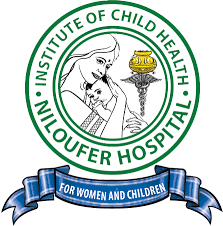 • INSTITUTE OF CHILD HEALTH •
NILOUFER HOSPITAL
FOR WOMEN AND CHILDREN